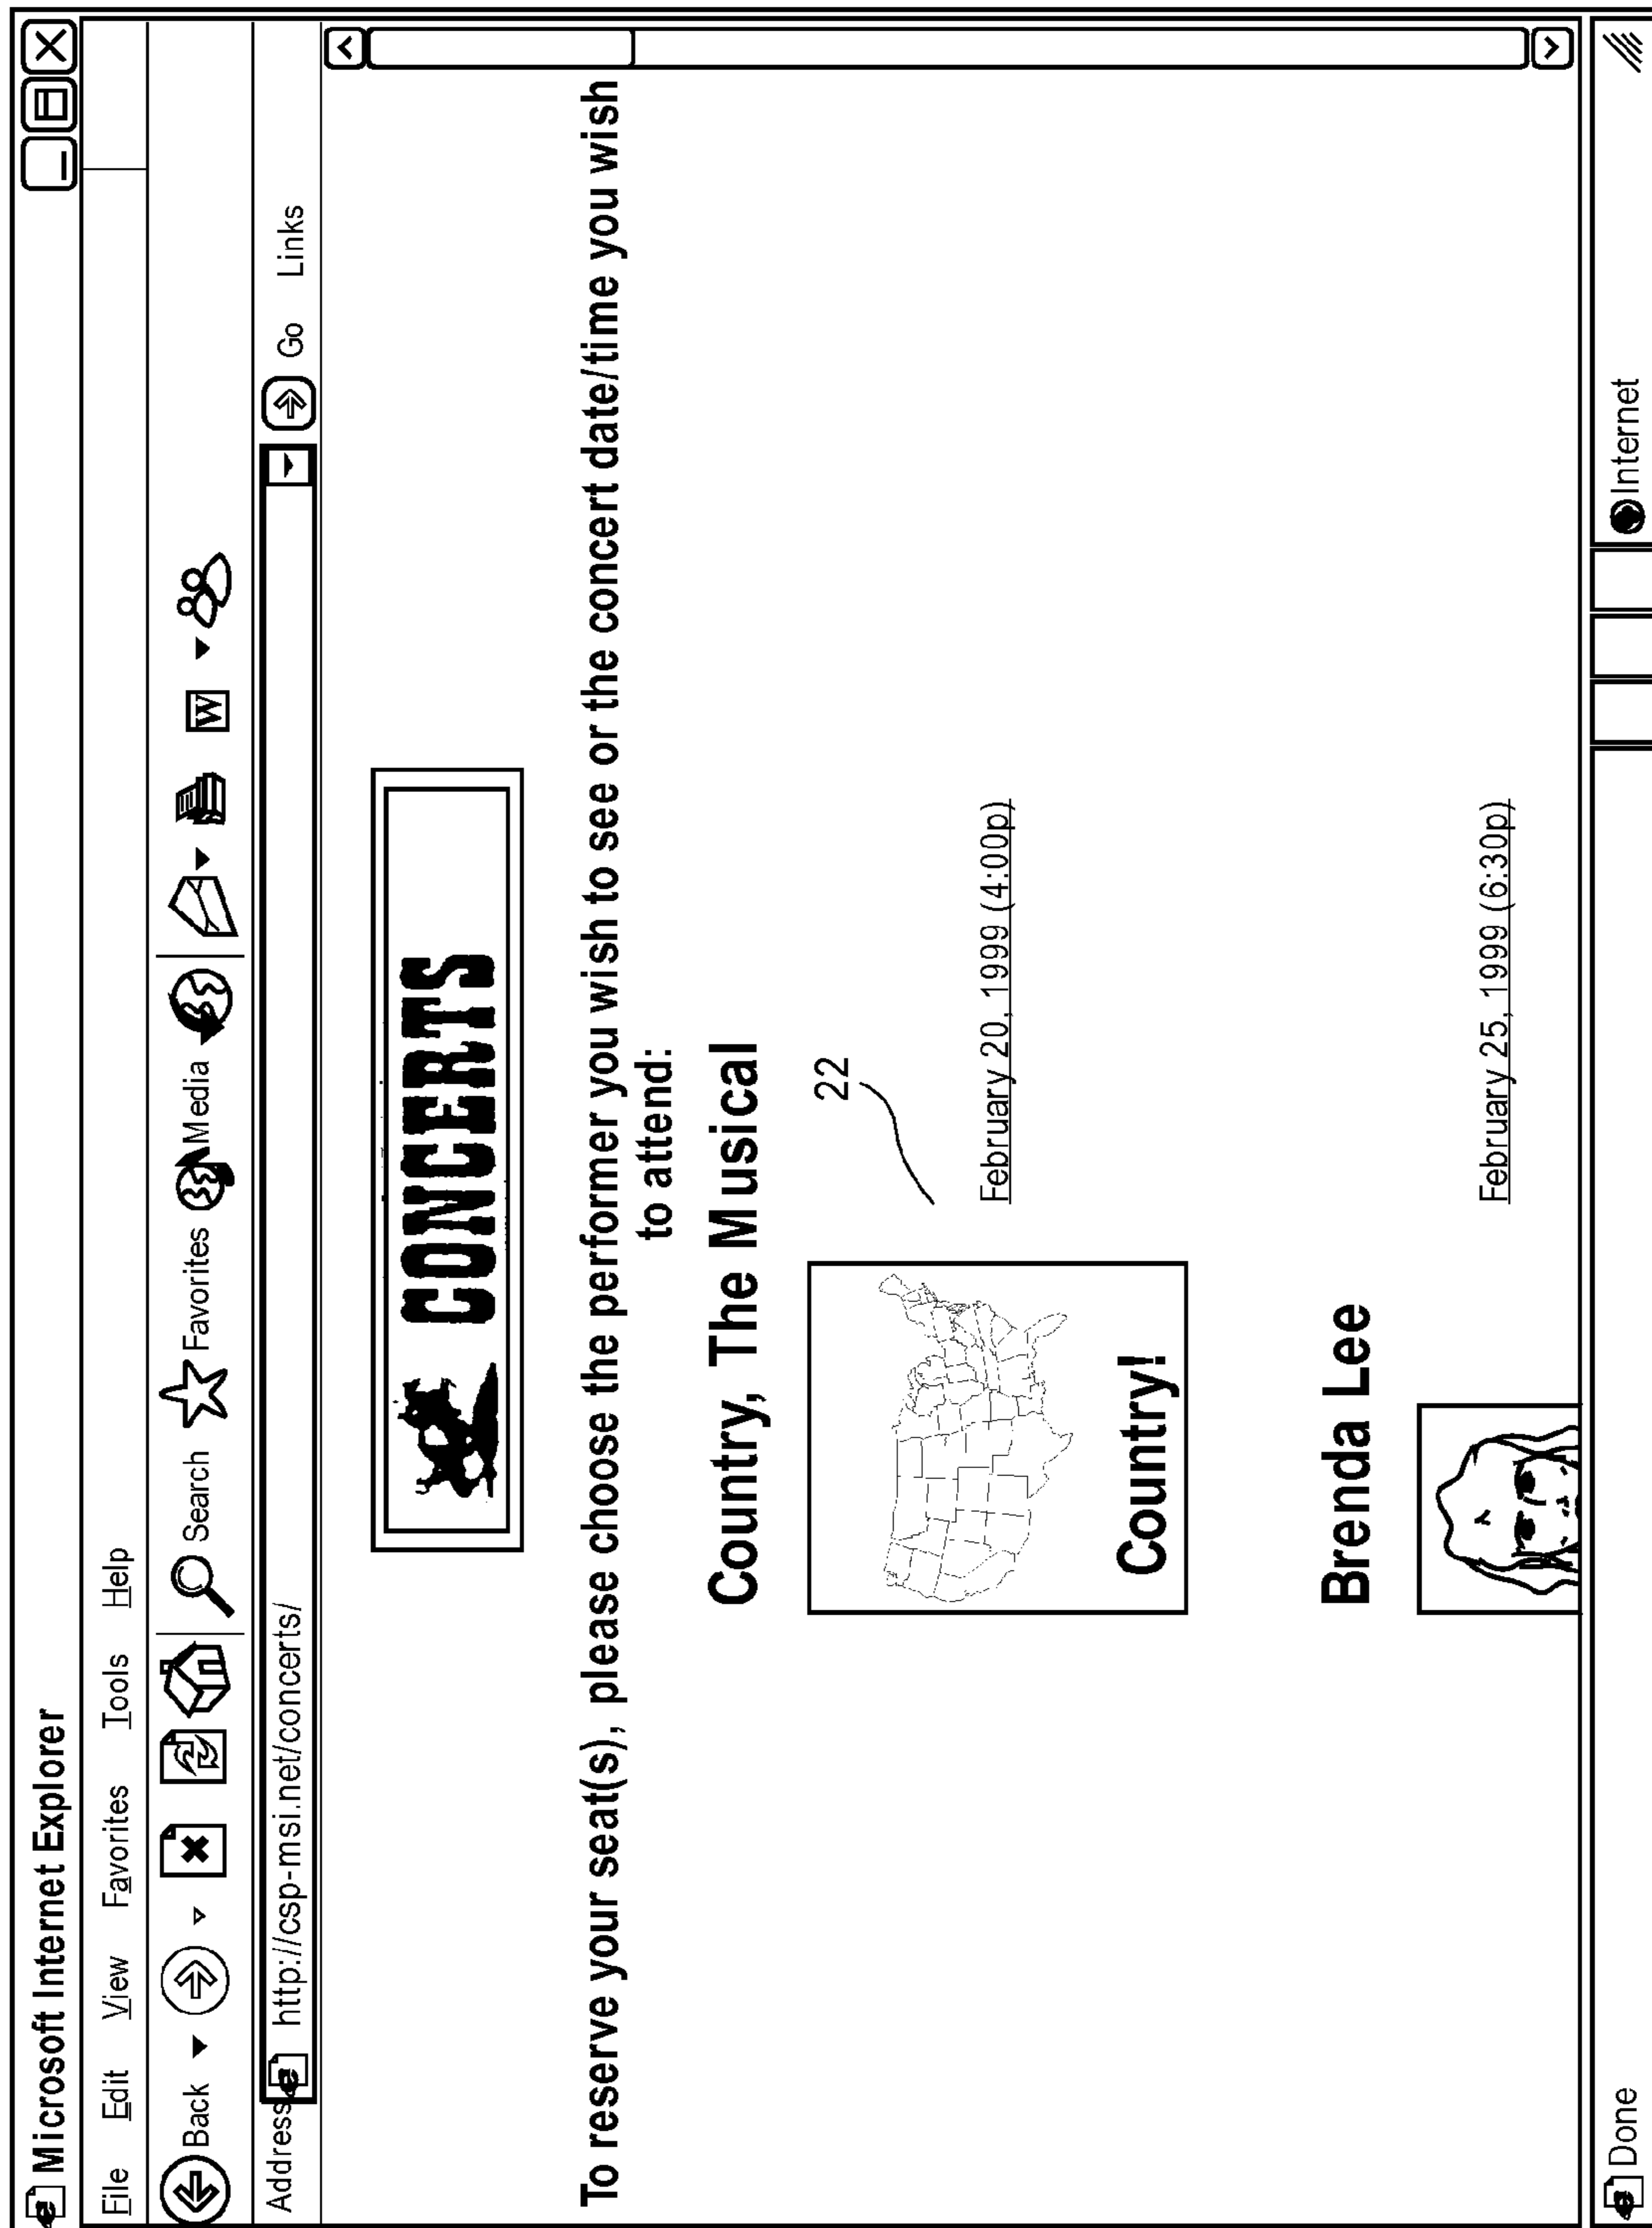 Microsoft Internet Explorer
File Edit View Favorites Tools Help
Back Search Favorites Media W
Address http://csp-msi.net/concerts/ Go Links
CONCERTS
To reserve your seat(s), please choose the performer you wish to see or the concert date/time you wish
to attend:
Country, The Musical
22
February 20, 1999 (4:00p)
Country!
Brenda Lee
February 25, 1999 (6:30p)
Done Internet